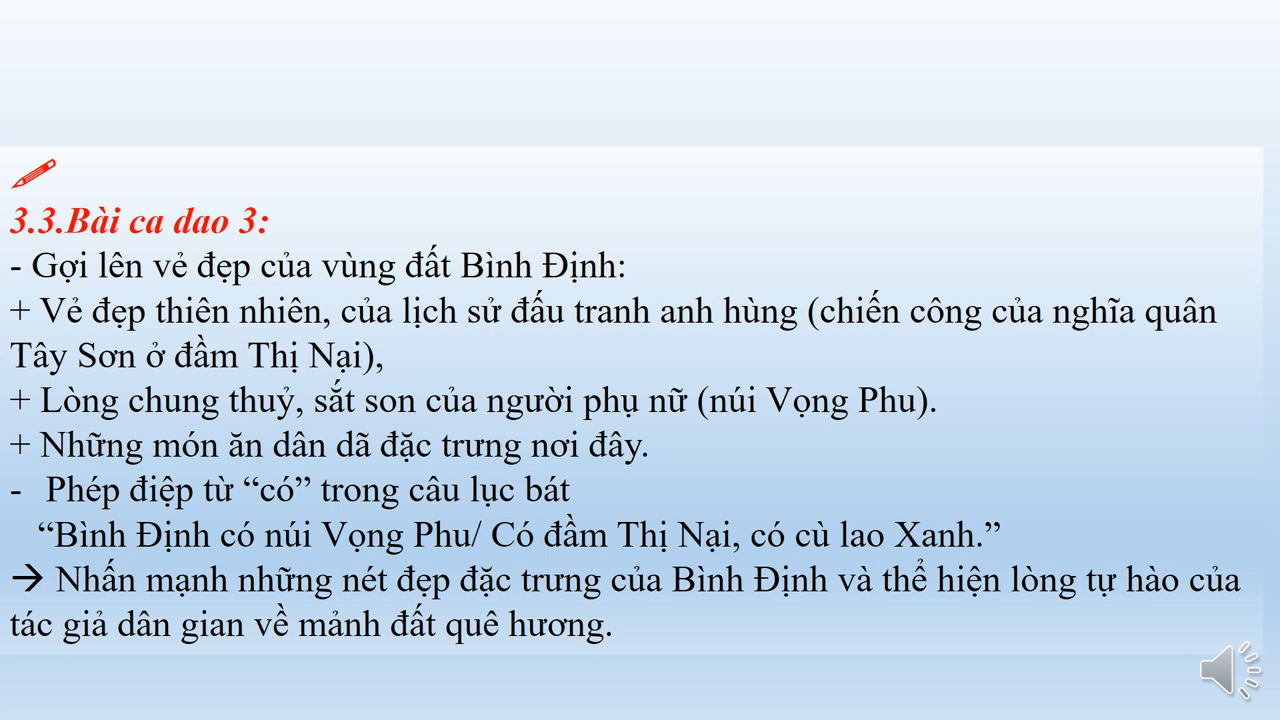 3.3.Bài ca dao 3:
- Gợi lên vẻ đẹp của vùng đất Bình Định:
+ Vẻ đẹp thiên nhiên, của lịch sử đấu tranh anh hùng (chiến công của nghĩa quân
Tây Sơn ở đầm Thị Nại),
+ Lòng chung thuỷ, sắt son của người phụ nữ (núi Vọng Phu).
+ Những món ăn dân dã đặc trưng nơi đây.
- Phép điệp từ “có” trong câu lục bát
“Bình Định có núi Vọng Phu/ Có đầm Thị Nại, có cù lao Xanh.”
→ Nhấn mạnh những nét đẹp đặc trưng của Bình Định và thể hiện lòng tự hào của
tác giả dân gian về mảnh đất quê hương.